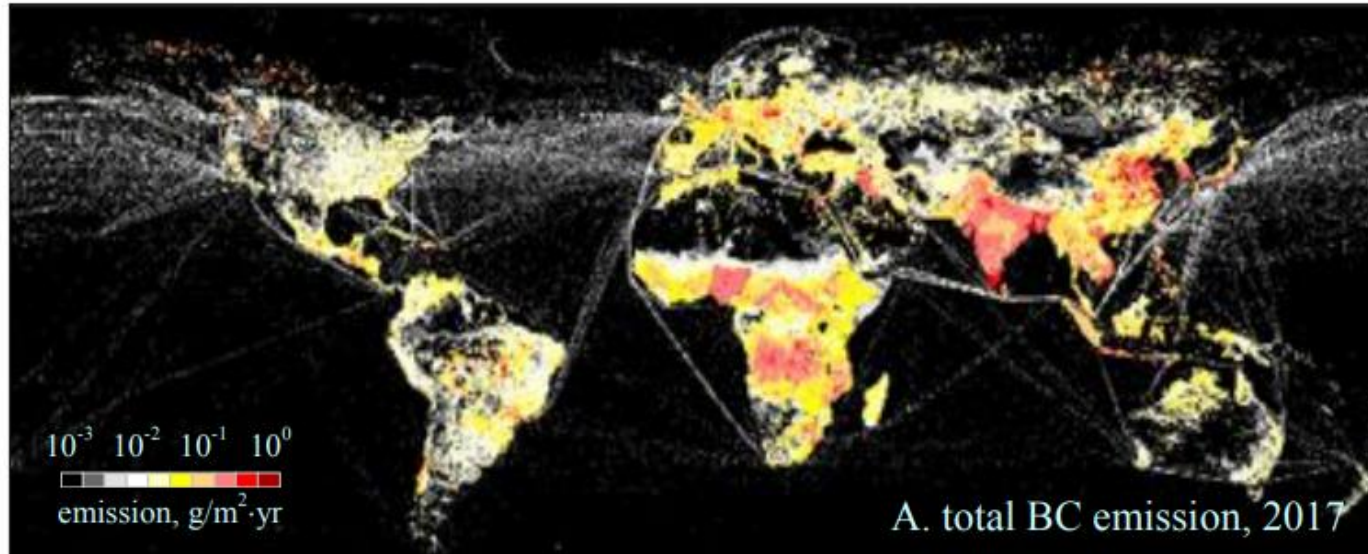 10⁻³ 10⁻² 10⁻¹ 10⁰
emission, g/m²·yr
A. total BC emission, 2017